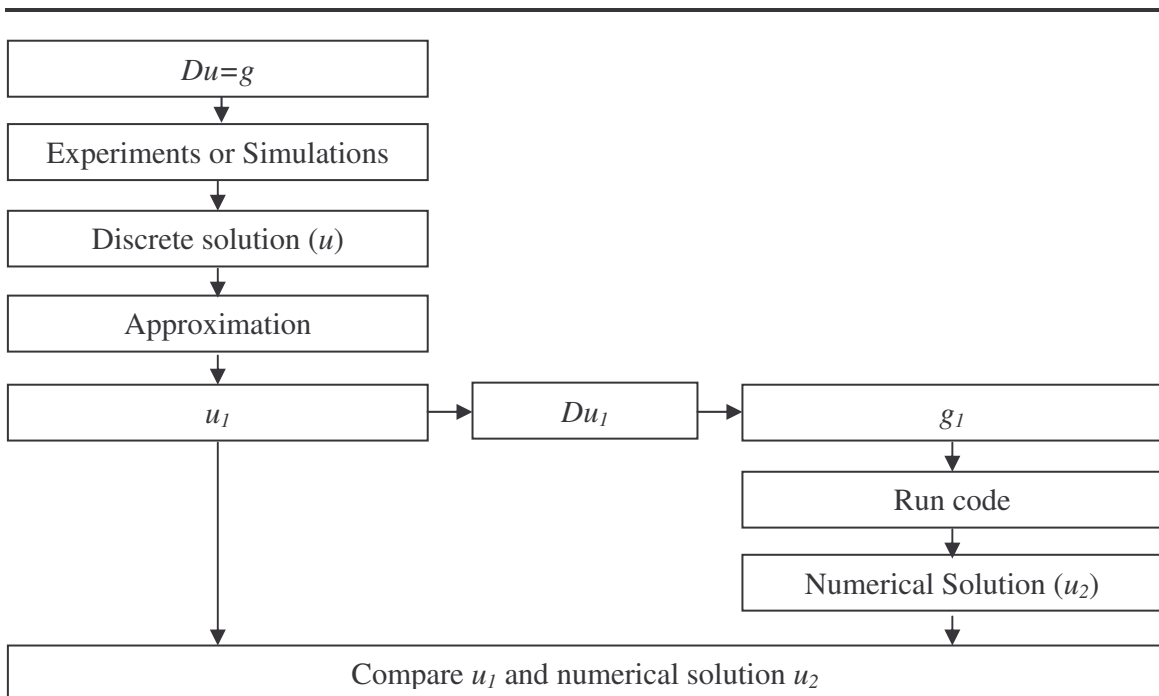 Du=g
Experiments or Simulations
Discrete solution (u)
Approximation
u₁
Du₁
g₁
Run code
Numerical Solution (u₂)
Compare u₁ and numerical solution u₂